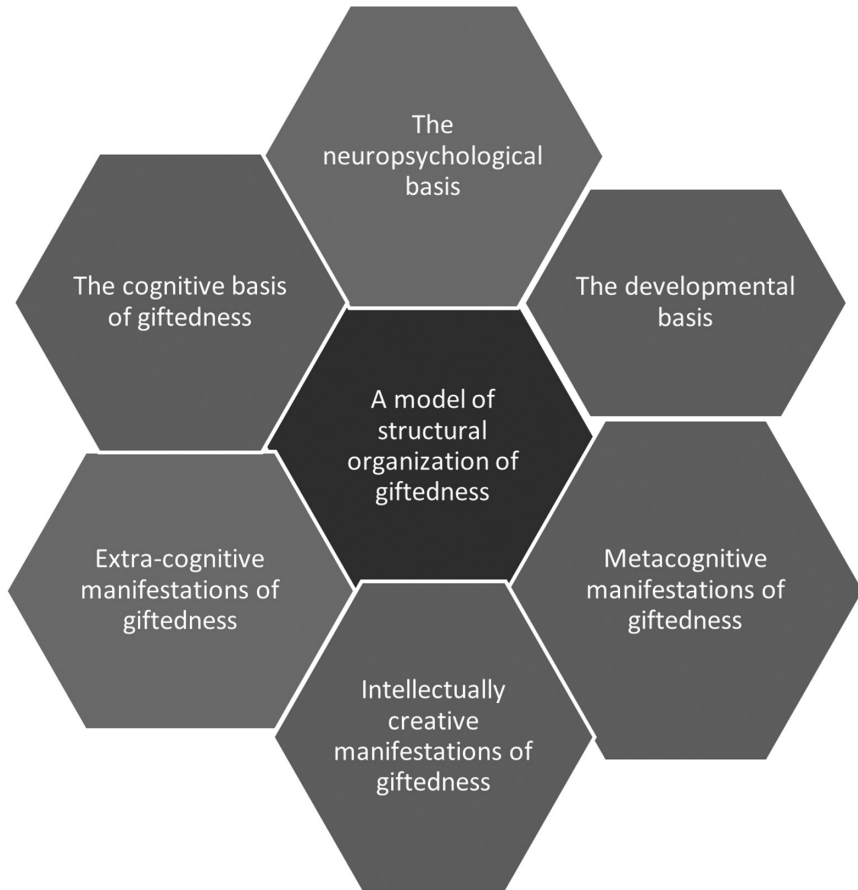 The
neuropsychological
basis
The cognitive basis
of giftedness
The developmental
basis
A model of
structural
organization of
giftedness
Extra-cognitive
manifestations of
giftedness
Metacognitive
manifestations of
giftedness
Intellectually
creative
manifestations of
giftedness